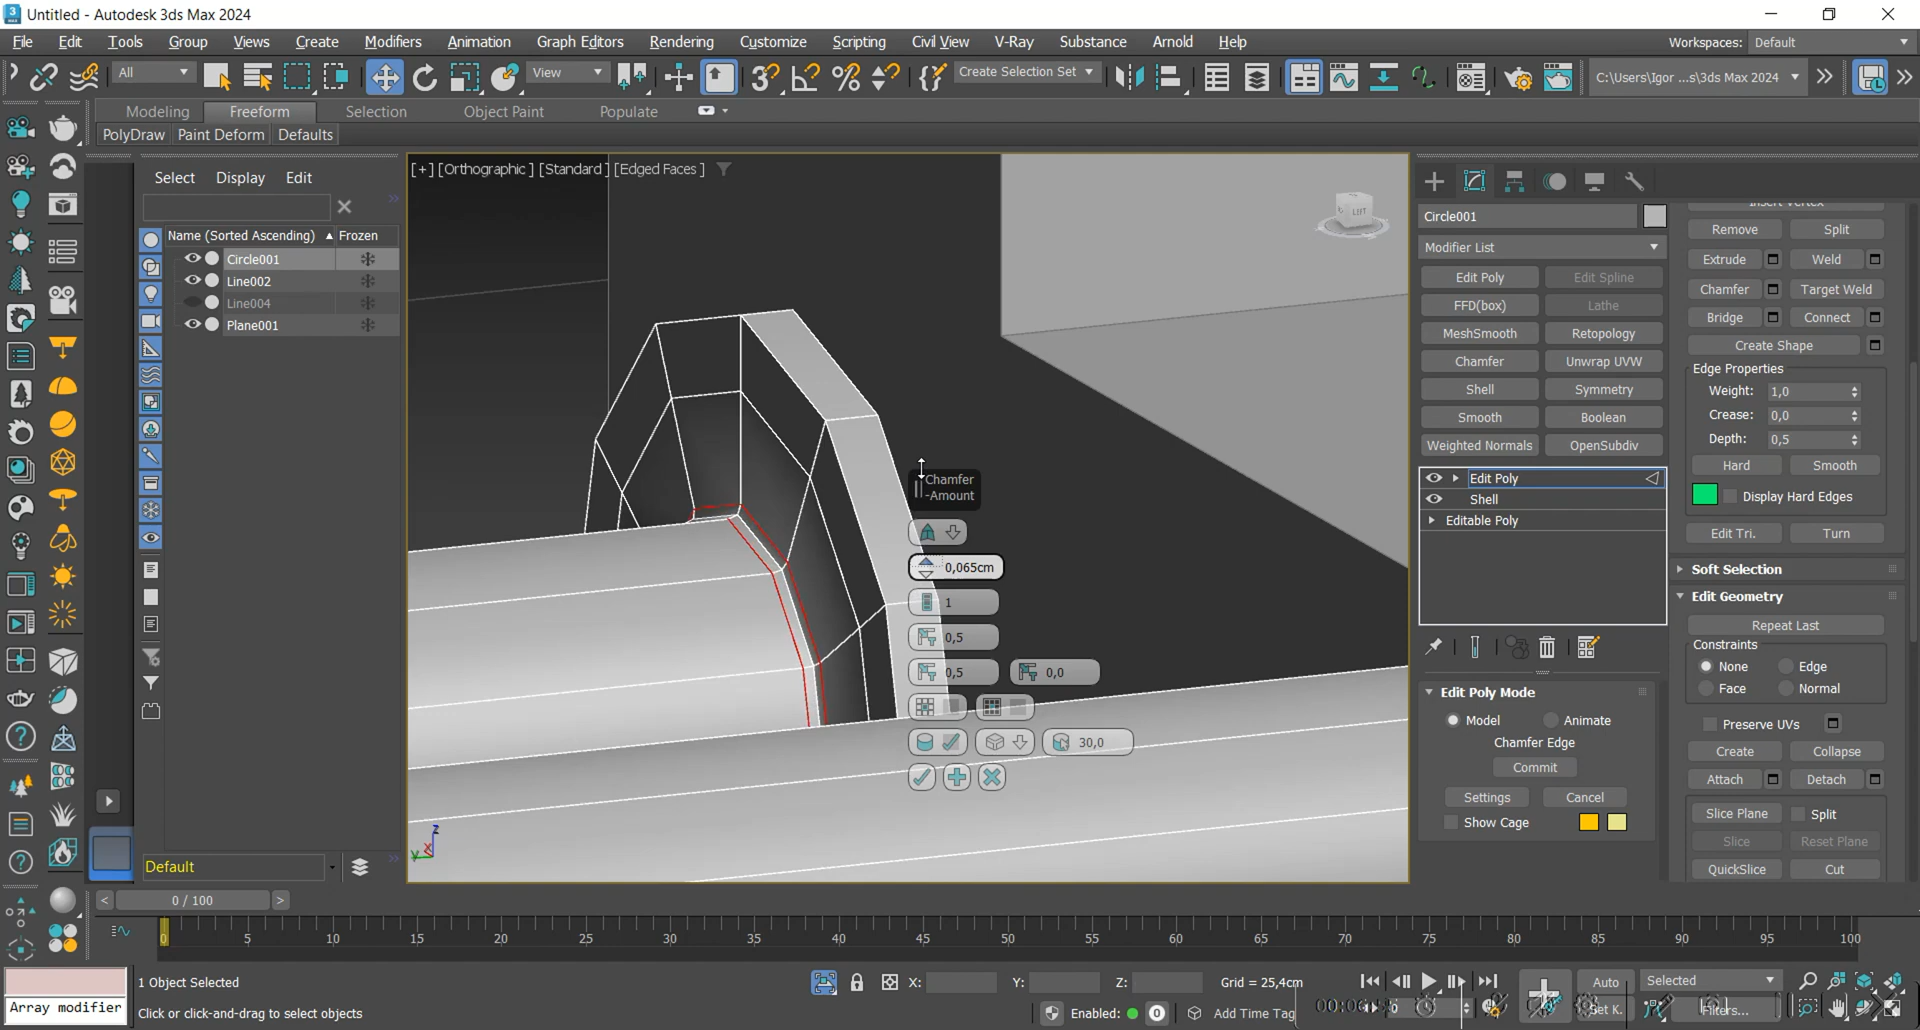 Untitled - Autodesk 3ds Max 2024
File Edit Tools Group Views Create Modifiers Animation Graph Editors Rendering Customize Scripting Civil View V-Ray Substance Arnold Help
Workspaces: Default
All
View
Create Selection Set
C:\Users\Igor ...s\3ds Max 2024
Modeling Freeform Selection Object Paint Populate
PolyDraw Paint Deform Defaults
Select Display Edit
Name (Sorted Ascending) Frozen
Circle001
Line002
Line004
Plane001
[+] [Orthographic ] [Standard ] [Edged Faces ]
LIFT
Chamfer
-Amount
0,065cm
1
0,5
0,5 0,0
30,0
z
y x
Circle001
Modifier List
Edit Poly Edit Spline
FFD(box) Lathe
MeshSmooth Retopology
Chamfer Unwrap UVW
Shell Symmetry
Smooth Boolean
Weighted Normals OpenSubdiv
Edit Poly
Shell
Editable Poly
Edit Poly Mode
Model Animate
Chamfer Edge
Commit
Settings Cancel
Show Cage
Insert Vertex
Remove Split
Extrude Weld
Chamfer Target Weld
Bridge Connect
Create Shape
Edge Properties
Weight: 1,0
Crease: 0,0
Depth: 0,5
Hard Smooth
Display Hard Edges
Edit Tri. Turn
Soft Selection
Edit Geometry
Repeat Last
Constraints
None Edge
Face Normal
Preserve UVs
Create Collapse
Attach Detach
Slice Plane Split
Slice Reset Plane
QuickSlice Cut
Default
< 0 / 100 >
0 5 10 15 20 25 30 35 40 45 50 55 60 65 70 75 80 85 90 95 100
Array modifier
1 Object Selected
Click or click-and-drag to select objects
X: Y: Z: Grid = 25,4cm
Enabled: 0 Add Time Tag
Auto Selected
Filters...